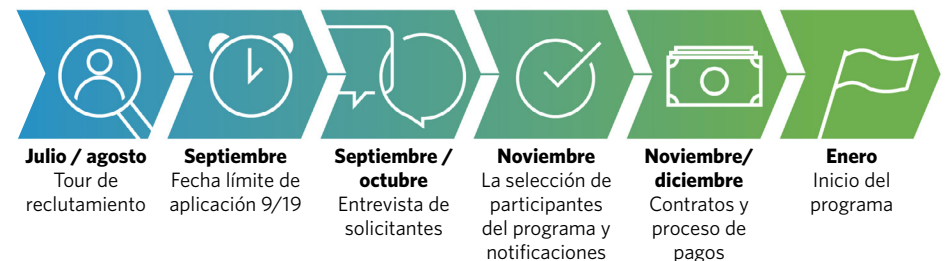 Julio / agosto
Tour de
reclutamiento
Septiembre
Fecha límite de
aplicación 9/19
Septiembre /
octubre
Entrevista de
solicitantes
Noviembre
La selección de
participantes
del programa y
notificaciones
Noviembre/
diciembre
Contratos y
proceso de
pagos
Enero
Inicio del
programa